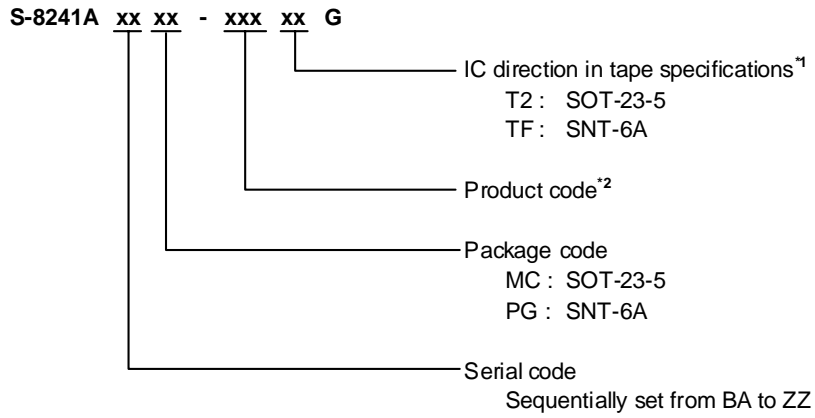 S-8241A xx xx - xxx xx G
IC direction in tape specifications*1
T2 : SOT-23-5
TF : SNT-6A
Product code*2
Package code
MC : SOT-23-5
PG : SNT-6A
Serial code
Sequentially set from BA to ZZ